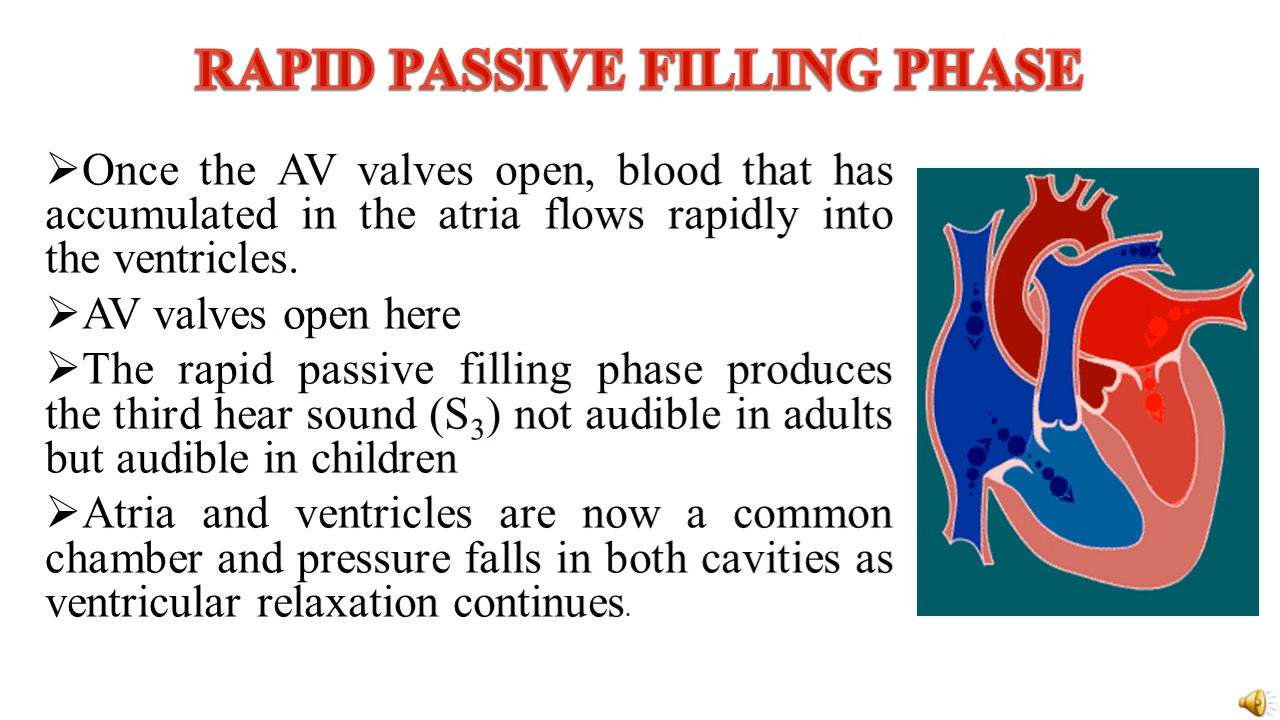 RAPID PASSIVE FILLING PHASE
➢Once the AV valves open, blood that has
accumulated in the atria flows rapidly into
the ventricles.
➢AV valves open here
➢The rapid passive filling phase produces
the third hear sound (S₃) not audible in adults
but audible in children
➢Atria and ventricles are now a common
chamber and pressure falls in both cavities as
ventricular relaxation continues.